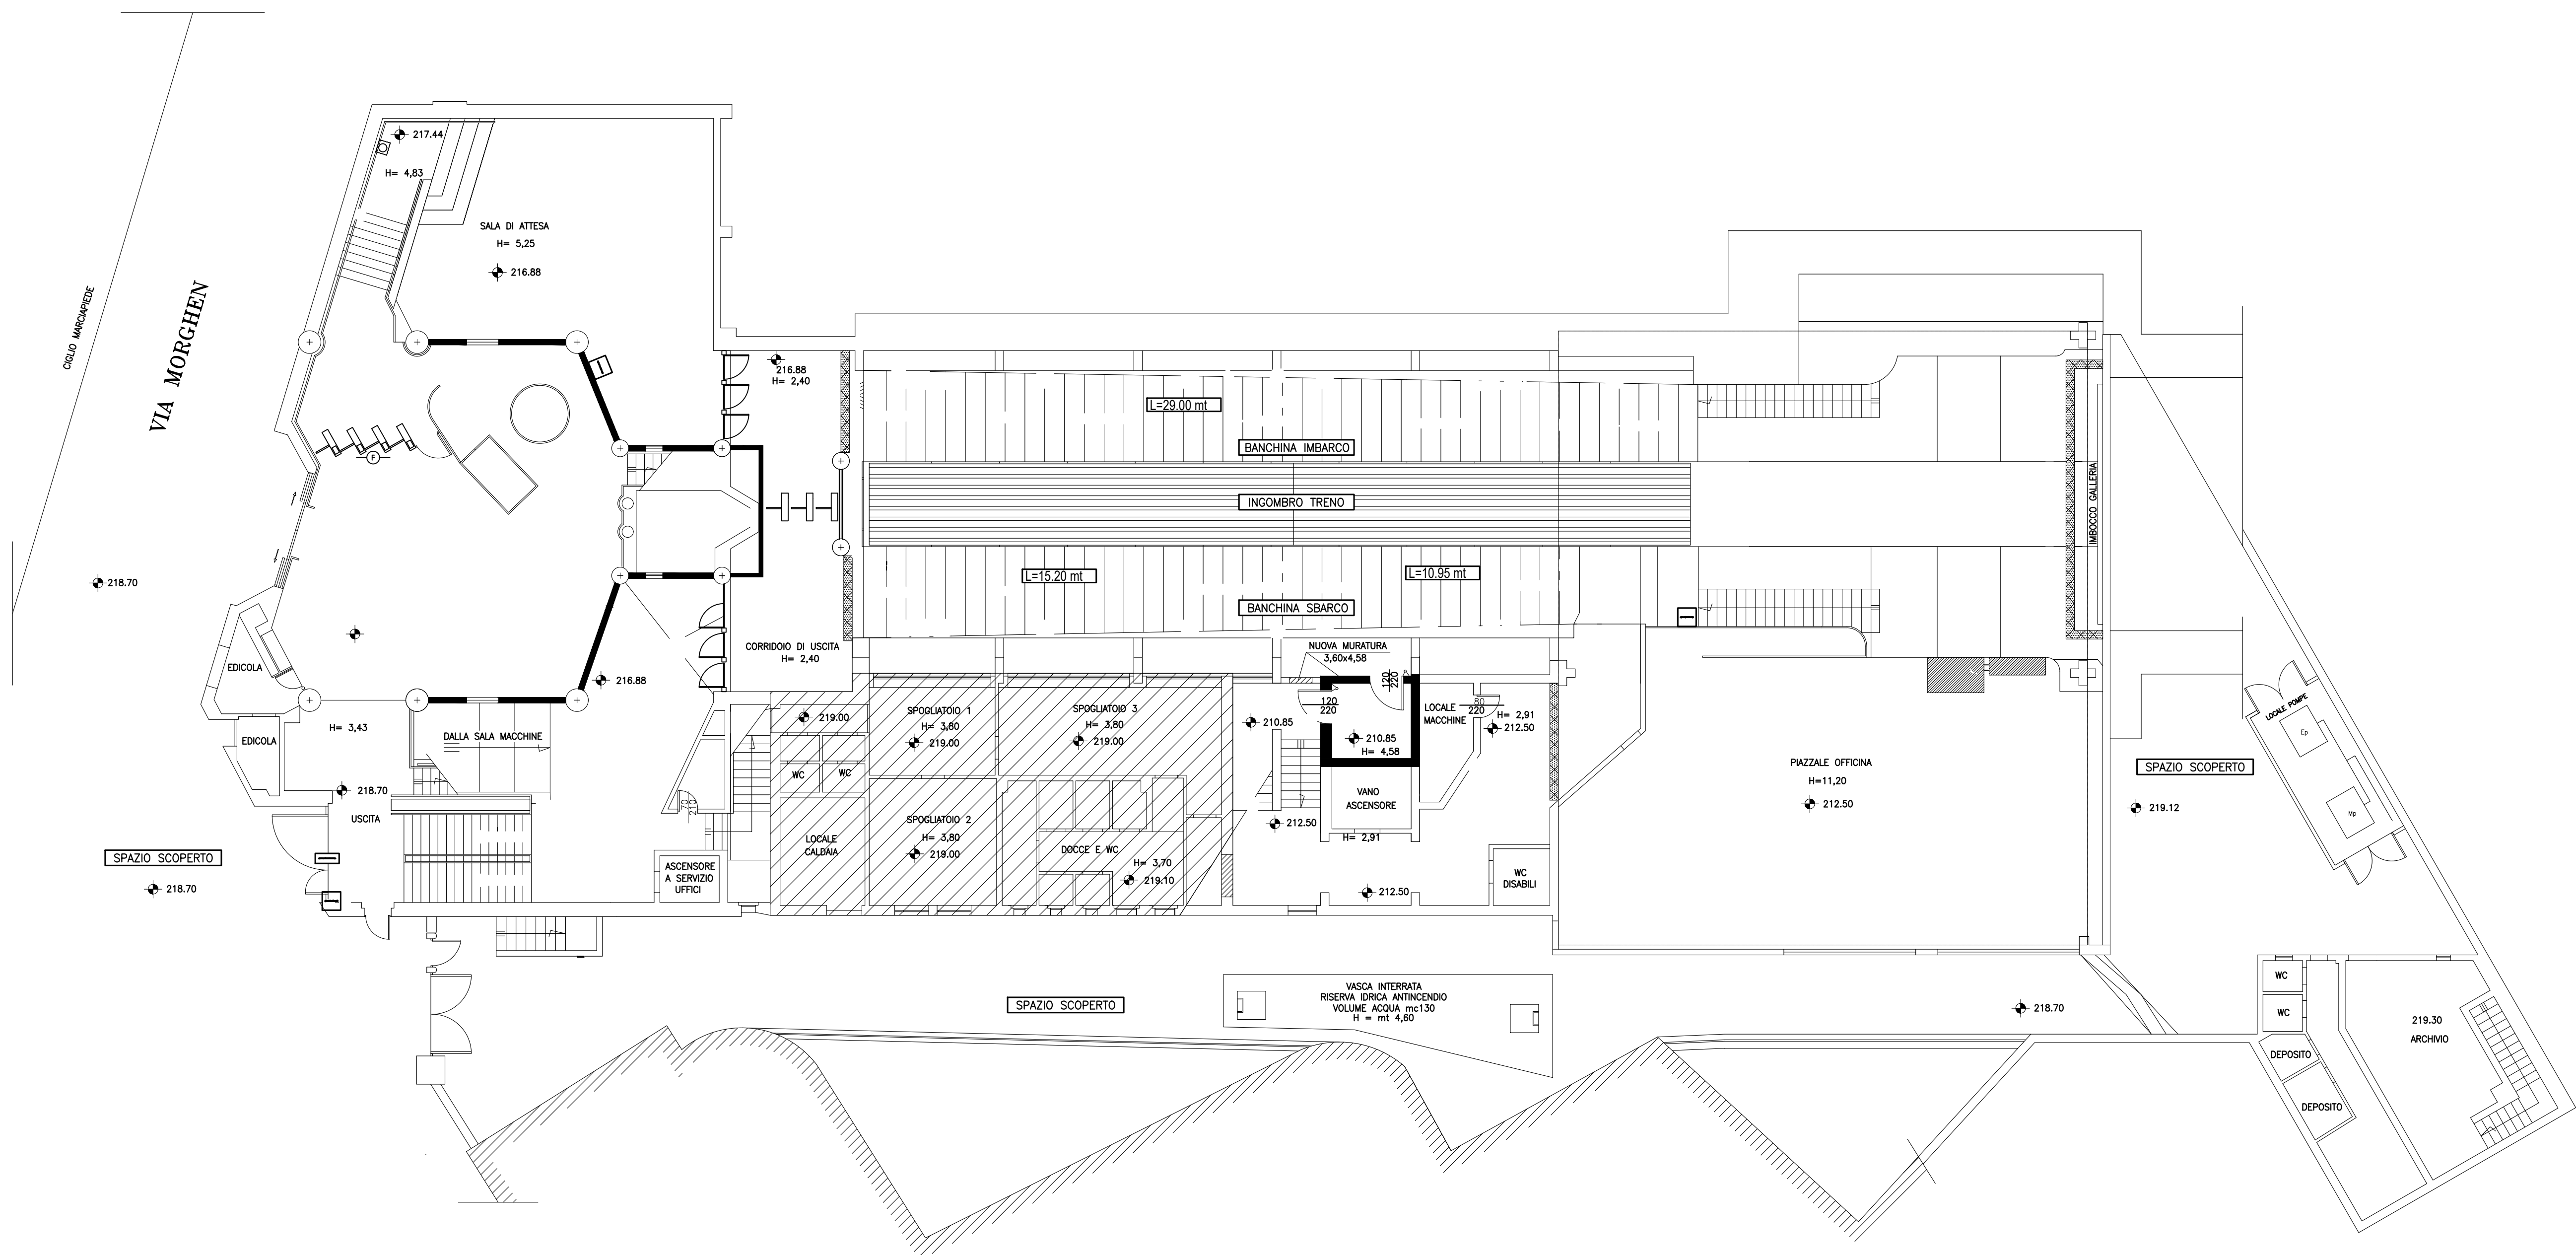 217.44
H= 4,83
SALA DI ATTESA
H= 5,25
216.88
CIGLIO MARCIAPIEDE
VIA MORGHEN
216.88
H= 2,40
L=29.00 mt
BANCHINA IMBARCO
F
INGOMBRO TRENO
IMBOCCO GALLERIA
218.70
L=15.20 mt
L=10.95 mt
BANCHINA SBARCO
EDICOLA
CORRIDOIO DI USCITA
H= 2,40
NUOVA MURATURA
3,60x4,58
216.88
120
220
120
220
80
220
EDICOLA
H= 3,43
DALLA SALA MACCHINE
219.00
SPOGLIATOIO 1
H= 3,80
219.00
SPOGLIATOIO 3
H= 3,80
219.00
210.85
210.85
H= 4,58
LOCALE
MACCHINE
H= 2,91
212.50
LOCALE POMPE
Ep
Mp
WC
WC
218.70
USCITA
70
210
VANO
ASCENSORE
PIAZZALE OFFICINA
H=11,20
212.50
SPAZIO SCOPERTO
219.12
SPOGLIATOIO 2
H= 3,80
219.00
LOCALE
CALDAIA
DOCCE E WC
H= 3,70
219.10
212.50
H= 2,91
SPAZIO SCOPERTO
218.70
ASCENSORE
A SERVIZIO
UFFICI
WC
DISABILI
212.50
VASCA INTERRATA
RISERVA IDRICA ANTINCENDIO
VOLUME ACQUA mc130
H = mt 4,60
SPAZIO SCOPERTO
218.70
WC
WC
219.30
ARCHIVIO
DEPOSITO
DEPOSITO